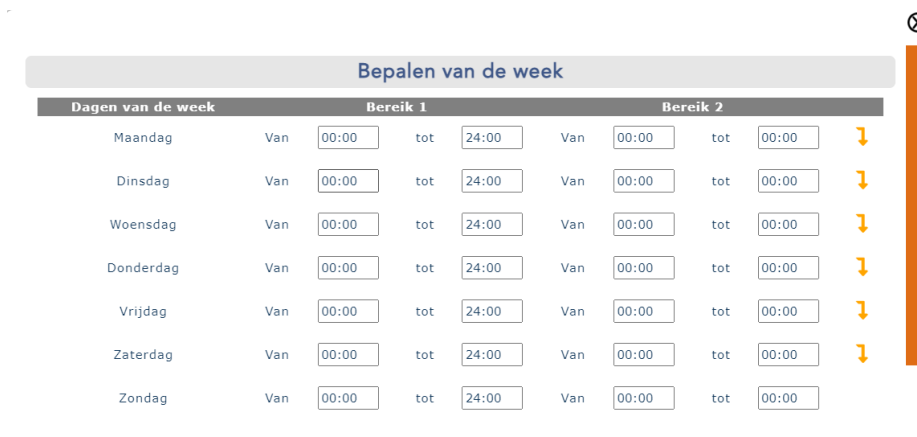 Bepalen van de week
Dagen van de week Bereik 1 Bereik 2
Maandag Van 00:00 tot 24:00 Van 00:00 tot 00:00
Dinsdag Van 00:00 tot 24:00 Van 00:00 tot 00:00
Woensdag Van 00:00 tot 24:00 Van 00:00 tot 00:00
Donderdag Van 00:00 tot 24:00 Van 00:00 tot 00:00
Vrijdag Van 00:00 tot 24:00 Van 00:00 tot 00:00
Zaterdag Van 00:00 tot 24:00 Van 00:00 tot 00:00
Zondag Van 00:00 tot 24:00 Van 00:00 tot 00:00